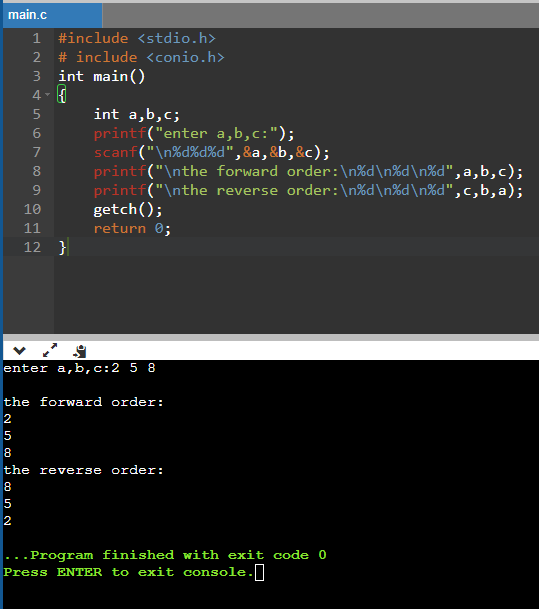 main.c
1 #include <stdio.h>
2 # include <conio.h>
3 int main()
4 {
5     int a,b,c;
6     printf("enter a,b,c:");
7     scanf("\n%d%d%d",&a,&b,&c);
8     printf("\nthe forward order:\n%d\n%d\n%d",a,b,c);
9     printf("\nthe reverse order:\n%d\n%d\n%d",c,b,a);
10     getch();
11     return 0;
12 }
enter a,b,c:2 5 8
the forward order:
2
5
8
the reverse order:
8
5
2
...Program finished with exit code 0
Press ENTER to exit console.